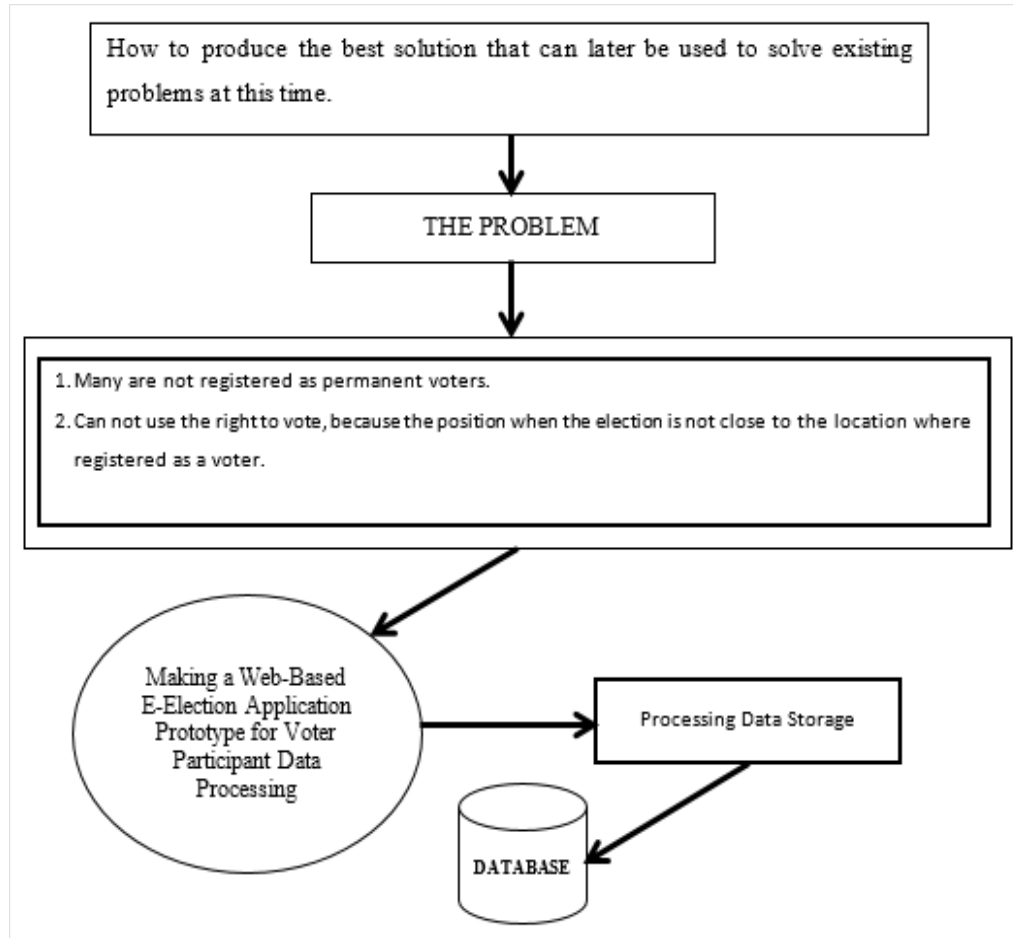 How to produce the best solution that can later be used to solve existing
problems at this time.
THE PROBLEM
1. Many are not registered as permanent voters.
2. Can not use the right to vote, because the position when the election is not close to the location where
registered as a voter.
Making a Web-Based
E-Election Application
Prototype for Voter
Participant Data
Processing
Processing Data Storage
DATABASE